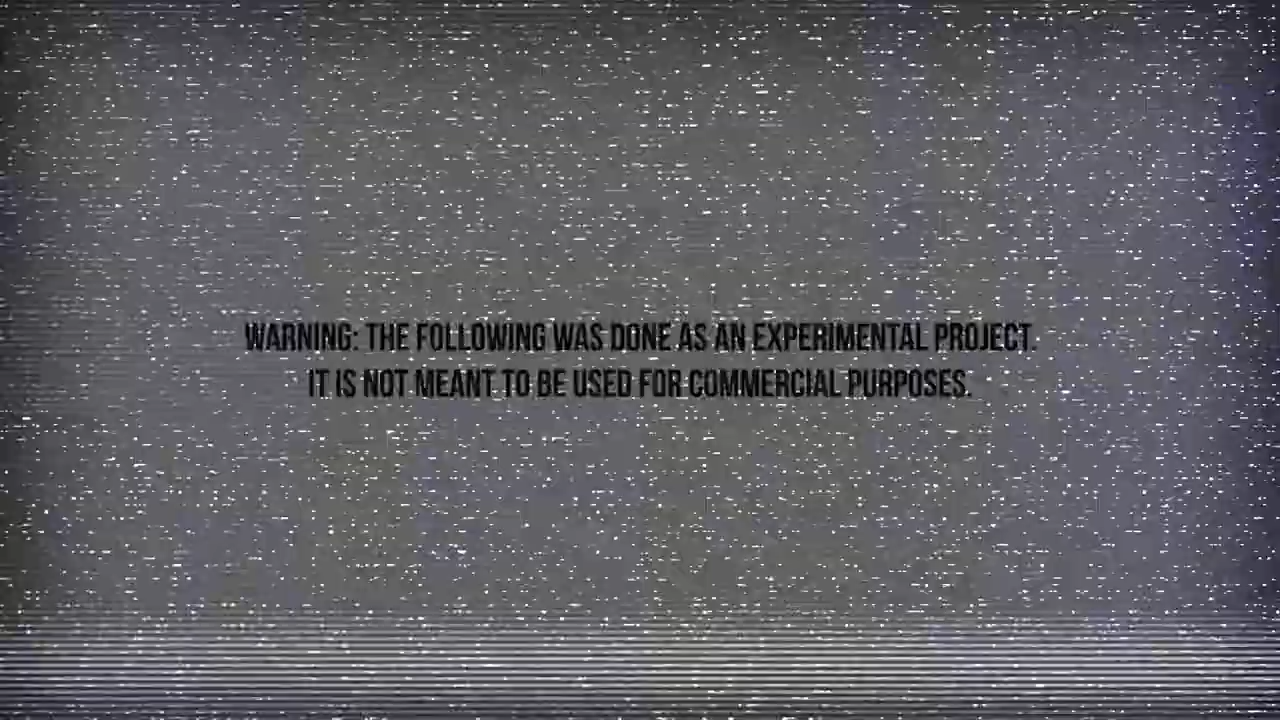 WARNING: THE FOLLOWING WAS DONE AS AN EXPERIMENTAL PROJECT.
IT IS NOT MEANT TO BE USED FOR COMMERCIAL PURPOSES.